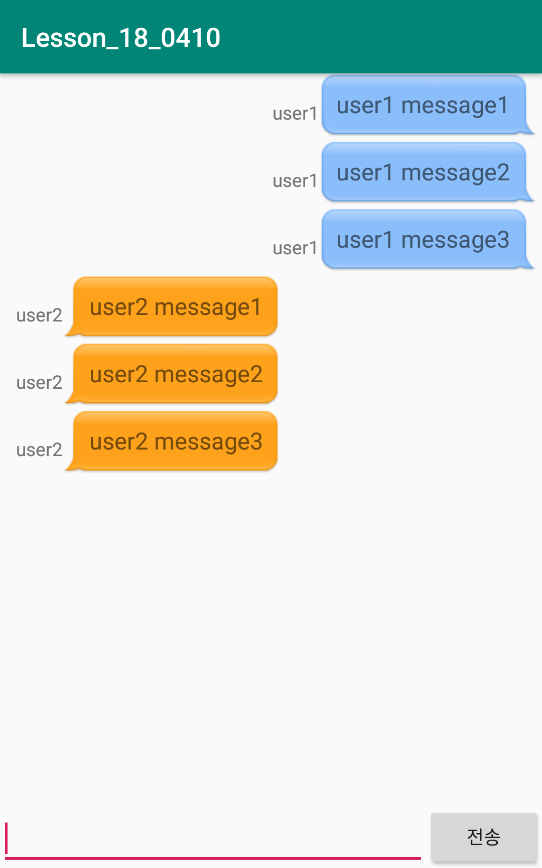 Lesson_18_0410
user1 user1 message1
user1 user1 message2
user1 user1 message3
user2 user2 message1
user2 user2 message2
user2 user2 message3
전송